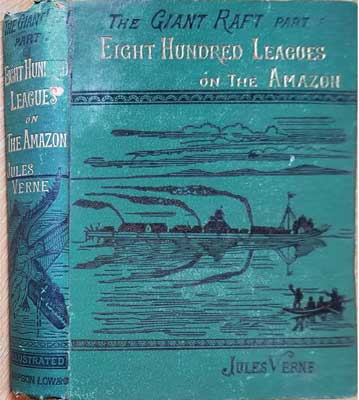 THE GIANT
PART
EIGHT HUNDRED
LEAGUES
ON
THE AMAZON
JULES
VERNE
ILLUSTRATED
THE GIANT RAFT PART
EIGHT HUNDRED LEAGUES
ON THE AMAZON
JULES VERNE